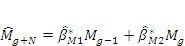 M̂_{g+N} = β̂*_{M1} M_{g−1} + β̂*_{M2} M_g